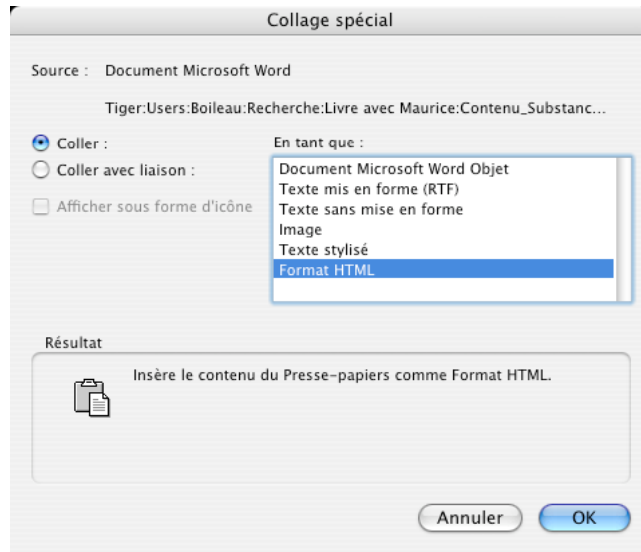 Collage spécial
Source : Document Microsoft Word
Tiger:Users:Boileau:Recherche:Livre avec Maurice:Contenu_Substanc...
Coller :
Coller avec liaison :
Afficher sous forme d'icône
En tant que :
Document Microsoft Word Objet
Texte mis en forme (RTF)
Texte sans mise en forme
Image
Texte stylisé
Format HTML
Résultat
Insère le contenu du Presse-papiers comme Format HTML.
Annuler
OK